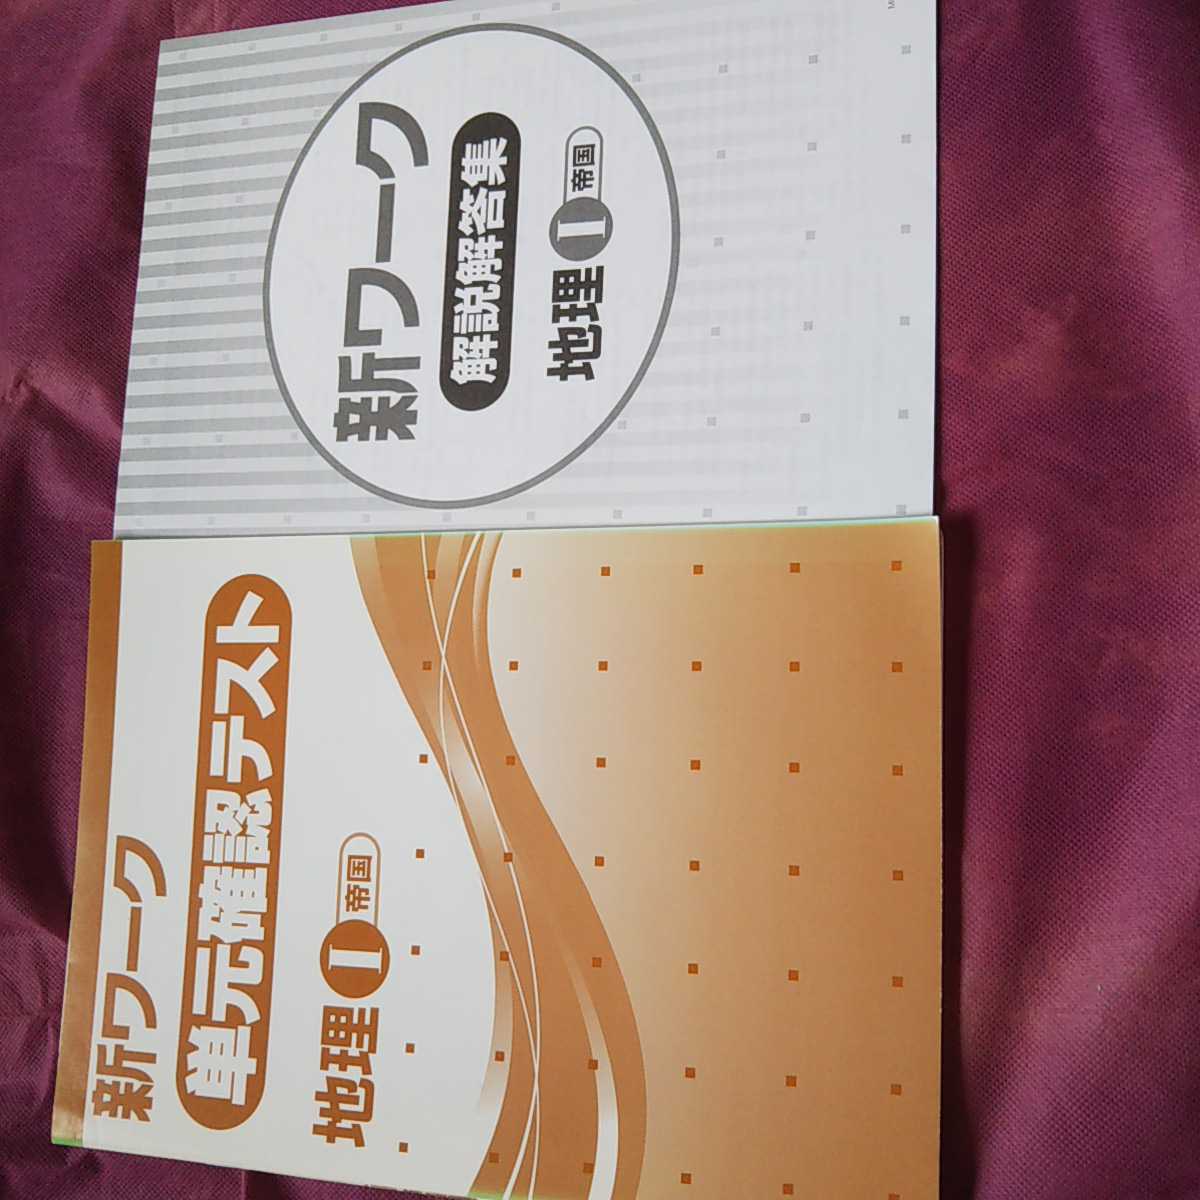 新ワーク
解説解答集
地理 I 帝国
新ワーク
単元確認テスト
地理 I 帝国